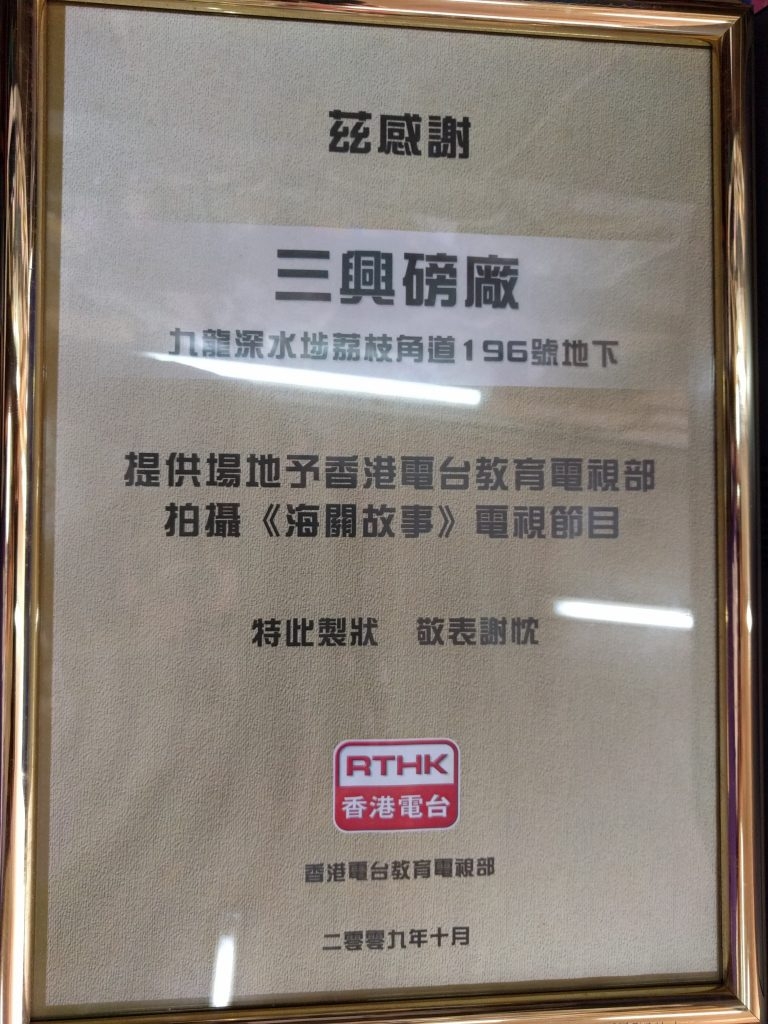 茲感謝
三興磅廠
九龍深水埗荔枝角道196號地下
提供場地予香港電台教育電視部
拍攝《海關故事》電視節目
特此製狀　敬表謝忱
RTHK
香港電台
香港電台教育電視部
二零零九年十月